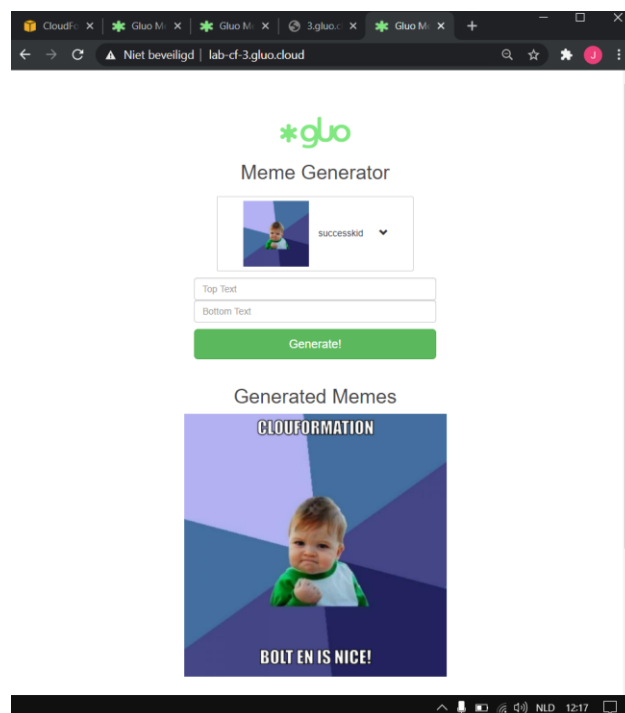 CloudFo
Gluo Me
Gluo Me
3.gluo.c
Gluo Me
Niet beveiligd | lab-cf-3.gluo.cloud
J
*gluo
Meme Generator
successkid
Top Text
Bottom Text
Generate!
Generated Memes
CLOUFORMATION
BOLT EN IS NICE!
NLD 12:17